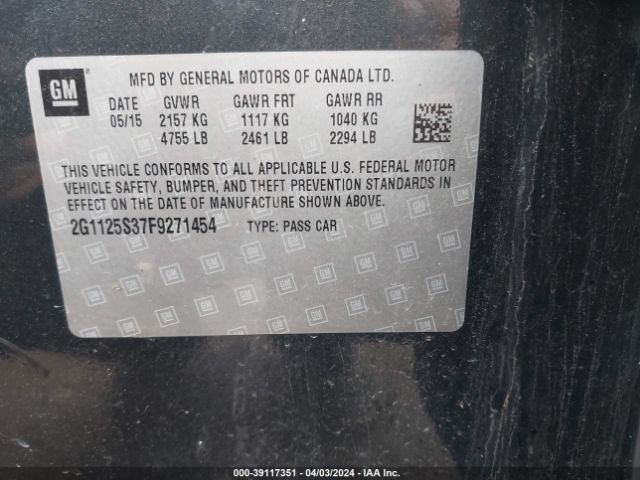 GM
MFD BY GENERAL MOTORS OF CANADA LTD.
DATE GVWR GAWR FRT GAWR RR
05/15 2157 KG 1117 KG 1040 KG
4755 LB 2461 LB 2294 LB
THIS VEHICLE CONFORMS TO ALL APPLICABLE U.S. FEDERAL MOTOR
VEHICLE SAFETY, BUMPER, AND THEFT PREVENTION STANDARDS IN
EFFECT ON THE DATE OF MANUFACTURE SHOWN ABOVE.
2G1125S37F9271454 TYPE: PASS CAR
000-39117351 - 04/03/2024 - IAA Inc.